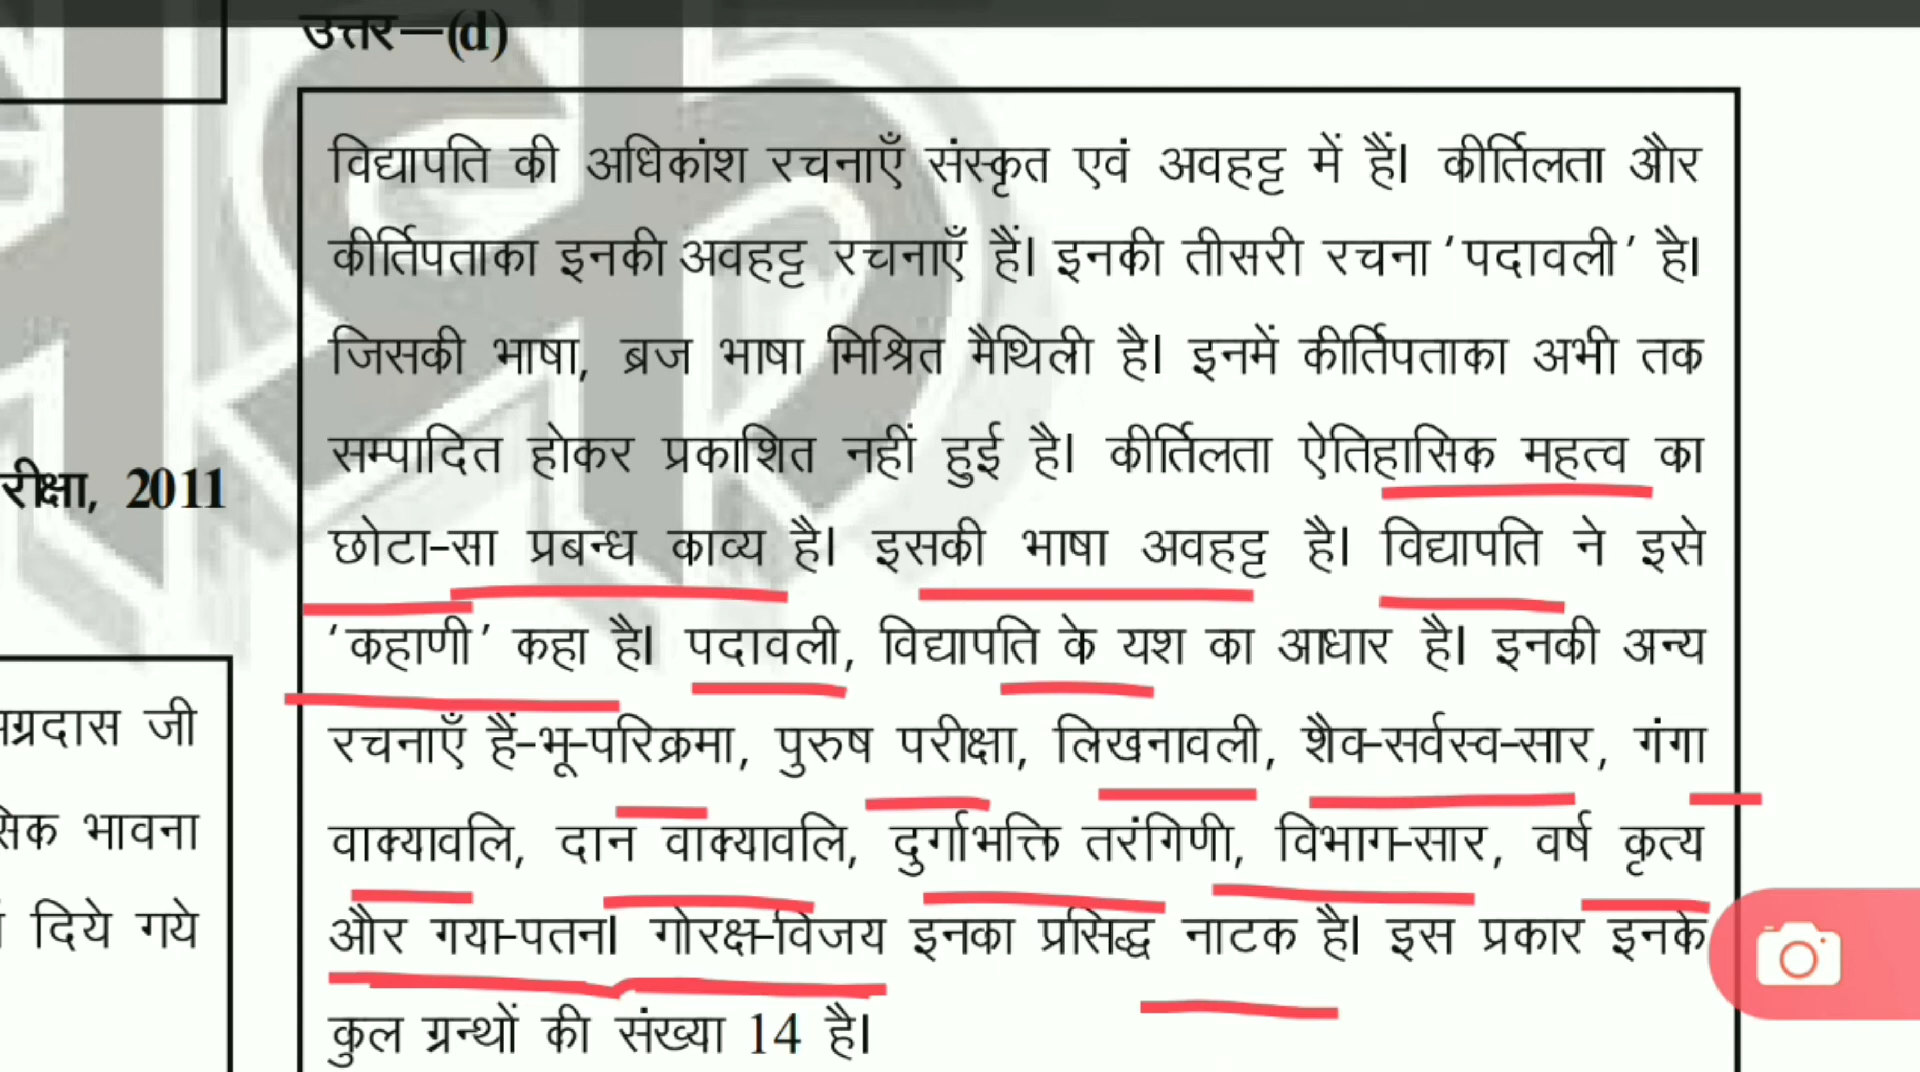 उत्तर—(d)
विद्यापति की अधिकांश रचनाएँ संस्कृत एवं अवहट्ट में हैं। कीर्तिलता और
कीर्तिपताका इनकी अवहट्ट रचनाएँ हैं। इनकी तीसरी रचना ‘पदावली’ है।
जिसकी भाषा, ब्रज भाषा मिश्रित मैथिली है। इनमें कीर्तिपताका अभी तक
सम्पादित होकर प्रकाशित नहीं हुई है। कीर्तिलता ऐतिहासिक महत्व का
छोटा-सा प्रबन्ध काव्य है। इसकी भाषा अवहट्ट है। विद्यापति ने इसे
‘कहाणी’ कहा है। पदावली, विद्यापति के यश का आधार है। इनकी अन्य
रचनाएँ हैं-भू-परिक्रमा, पुरुष परीक्षा, लिखनावली, शैव-सर्वस्व-सार, गंगा
वाक्यावलि, दान वाक्यावलि, दुर्गाभक्ति तरंगिणी, विभाग-सार, वर्ष कृत्य
और गया-पतन। गोरक्ष-विजय इनका प्रसिद्ध नाटक है। इस प्रकार इनके
कुल ग्रन्थों की संख्या 14 है।
रीक्षा, 2011
ग्रदास जी
सिक भावना
दिये गये